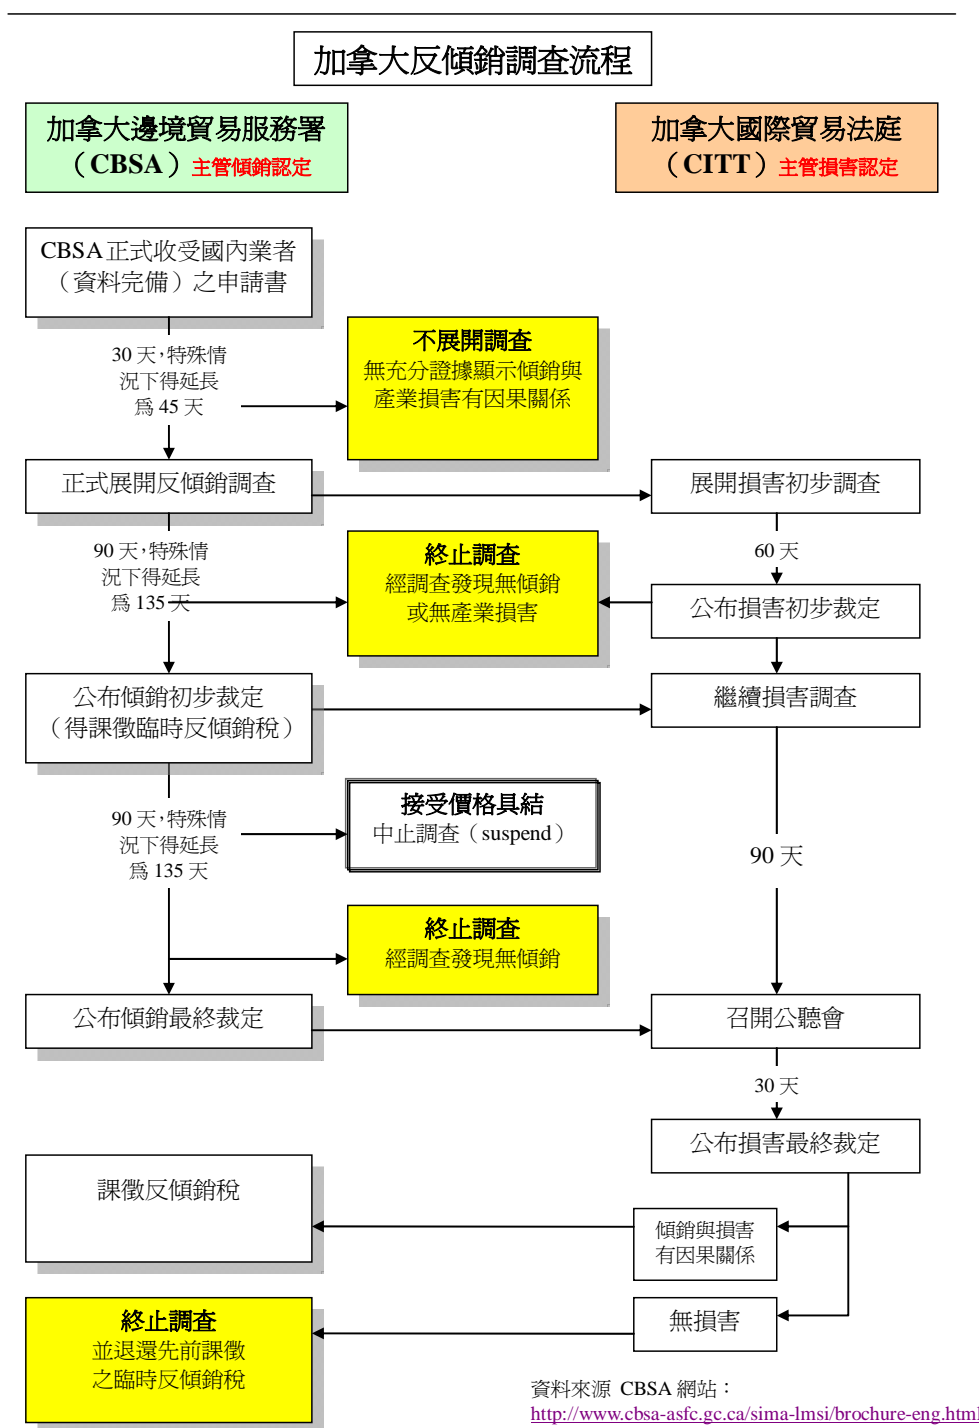 加拿大反傾銷調查流程
加拿大邊境貿易服務署
（CBSA）主管傾銷認定
加拿大國際貿易法庭
（CITT）主管損害認定
CBSA正式收受國內業者
（資料完備）之申請書
30 天，特殊情
況下得延長
爲 45 天
不展開調查
無充分證據顯示傾銷與
產業損害有因果關係
正式展開反傾銷調查
展開損害初步調查
90 天，特殊情
況下得延長
爲 135 天
終止調查
經調查發現無傾銷
或無產業損害
60 天
公布損害初步裁定
公布傾銷初步裁定
（得課徵臨時反傾銷稅）
繼續損害調查
90 天，特殊情
況下得延長
爲 135 天
接受價格具結
中止調查（suspend）
90 天
終止調查
經調查發現無傾銷
公布傾銷最終裁定
召開公聽會
30 天
公布損害最終裁定
課徵反傾銷稅
傾銷與損害
有因果關係
終止調查
並退還先前課徵
之臨時反傾銷稅
無損害
資料來源 CBSA 網站：
http://www.cbsa-asfc.gc.ca/sima-lmsi/brochure-eng.html